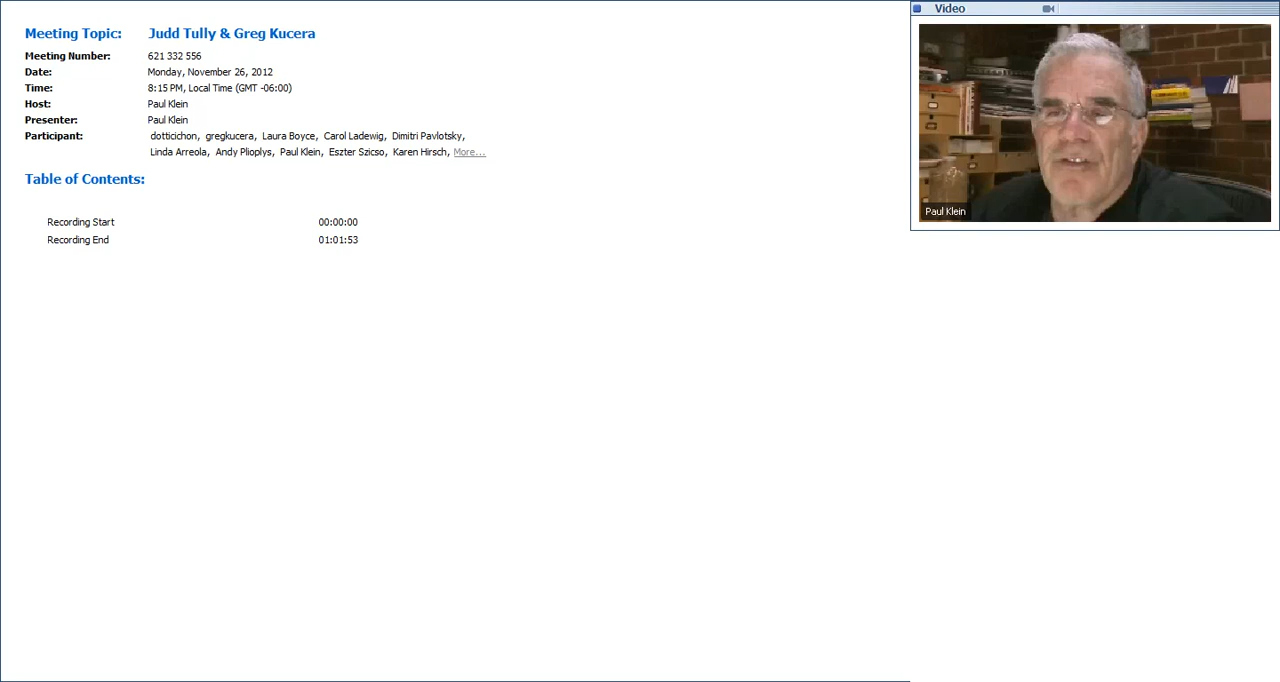 Meeting Topic: Judd Tully & Greg Kucera
Meeting Number: 621 332 556
Date: Monday, November 26, 2012
Time: 8:15 PM, Local Time (GMT -06:00)
Host: Paul Klein
Presenter: Paul Klein
Participant: dotticichon, gregkucera, Laura Boyce, Carol Ladewig, Dimitri Pavlotsky,
Linda Arreola, Andy Plioplys, Paul Klein, Eszter Szicso, Karen Hirsch, More...
Table of Contents:
Recording Start 00:00:00
Recording End 01:01:53
Video
Paul Klein